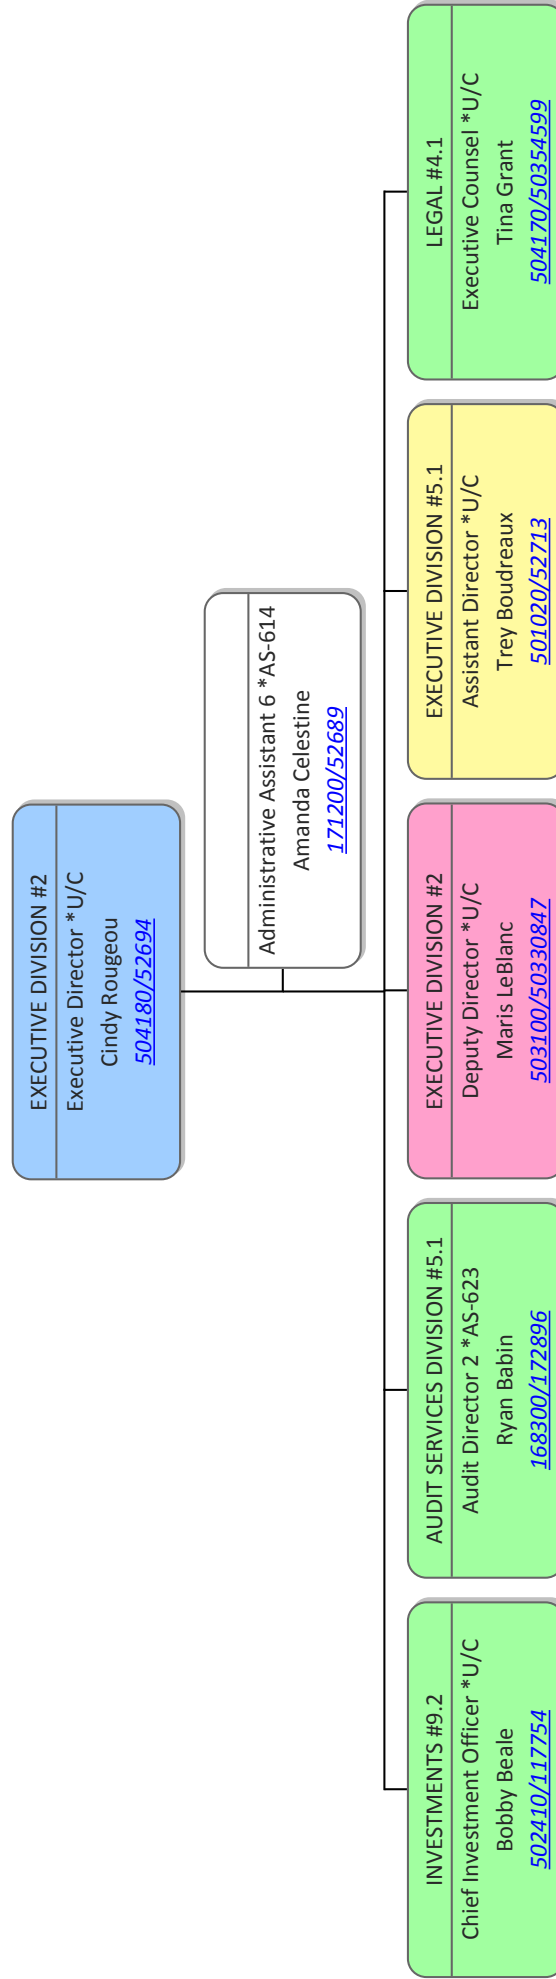 EXECUTIVE DIVISION #2
Executive Director *U/C
Cindy Rougeou
504180/52694
Administrative Assistant 6 *AS-614
Amanda Celestine
171200/52689
INVESTMENTS #9.2
Chief Investment Officer *U/C
Bobby Beale
502410/117754
AUDIT SERVICES DIVISION #5.1
Audit Director 2 *AS-623
Ryan Babin
168300/172896
EXECUTIVE DIVISION #2
Deputy Director *U/C
Maris LeBlanc
503100/50330847
EXECUTIVE DIVISION #5.1
Assistant Director *U/C
Trey Boudreaux
501020/52713
LEGAL #4.1
Executive Counsel *U/C
Tina Grant
504170/50354599